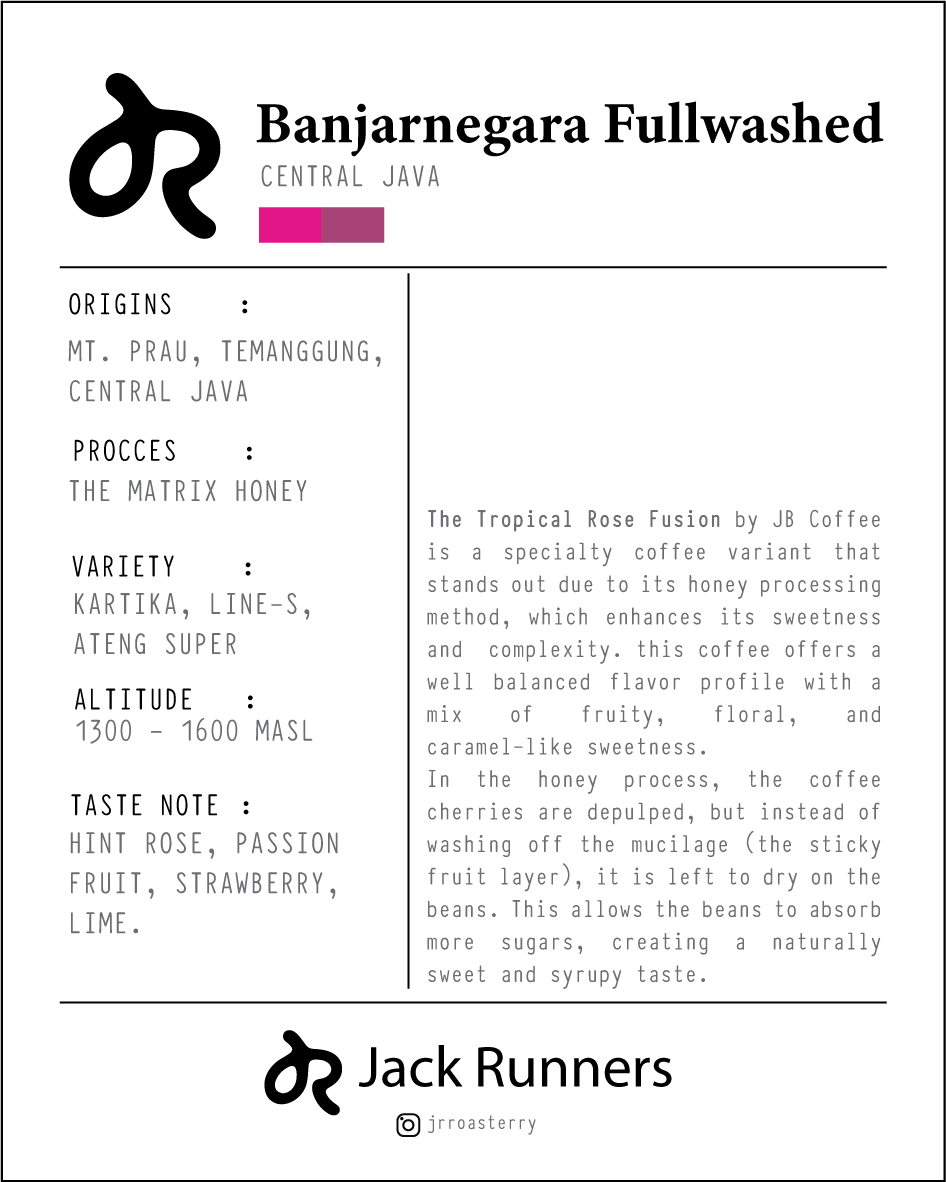 Banjarnegara Fullwashed
CENTRAL JAVA
ORIGINS :
MT. PRAU, TEMANGGUNG,
CENTRAL JAVA
PROCCES :
THE MATRIX HONEY
VARIETY :
KARTIKA, LINE-S,
ATENG SUPER
ALTITUDE :
1300 - 1600 MASL
TASTE NOTE :
HINT ROSE, PASSION
FRUIT, STRAWBERRY,
LIME.
The Tropical Rose Fusion by JB Coffee
is a specialty coffee variant that
stands out due to its honey processing
method, which enhances its sweetness
and complexity. this coffee offers a
well balanced flavor profile with a
mix of fruity, floral, and
caramel-like sweetness.
In the honey process, the coffee
cherries are depulped, but instead of
washing off the mucilage (the sticky
fruit layer), it is left to dry on the
beans. This allows the beans to absorb
more sugars, creating a naturally
sweet and syrupy taste.
Jack Runners
jrroasterry